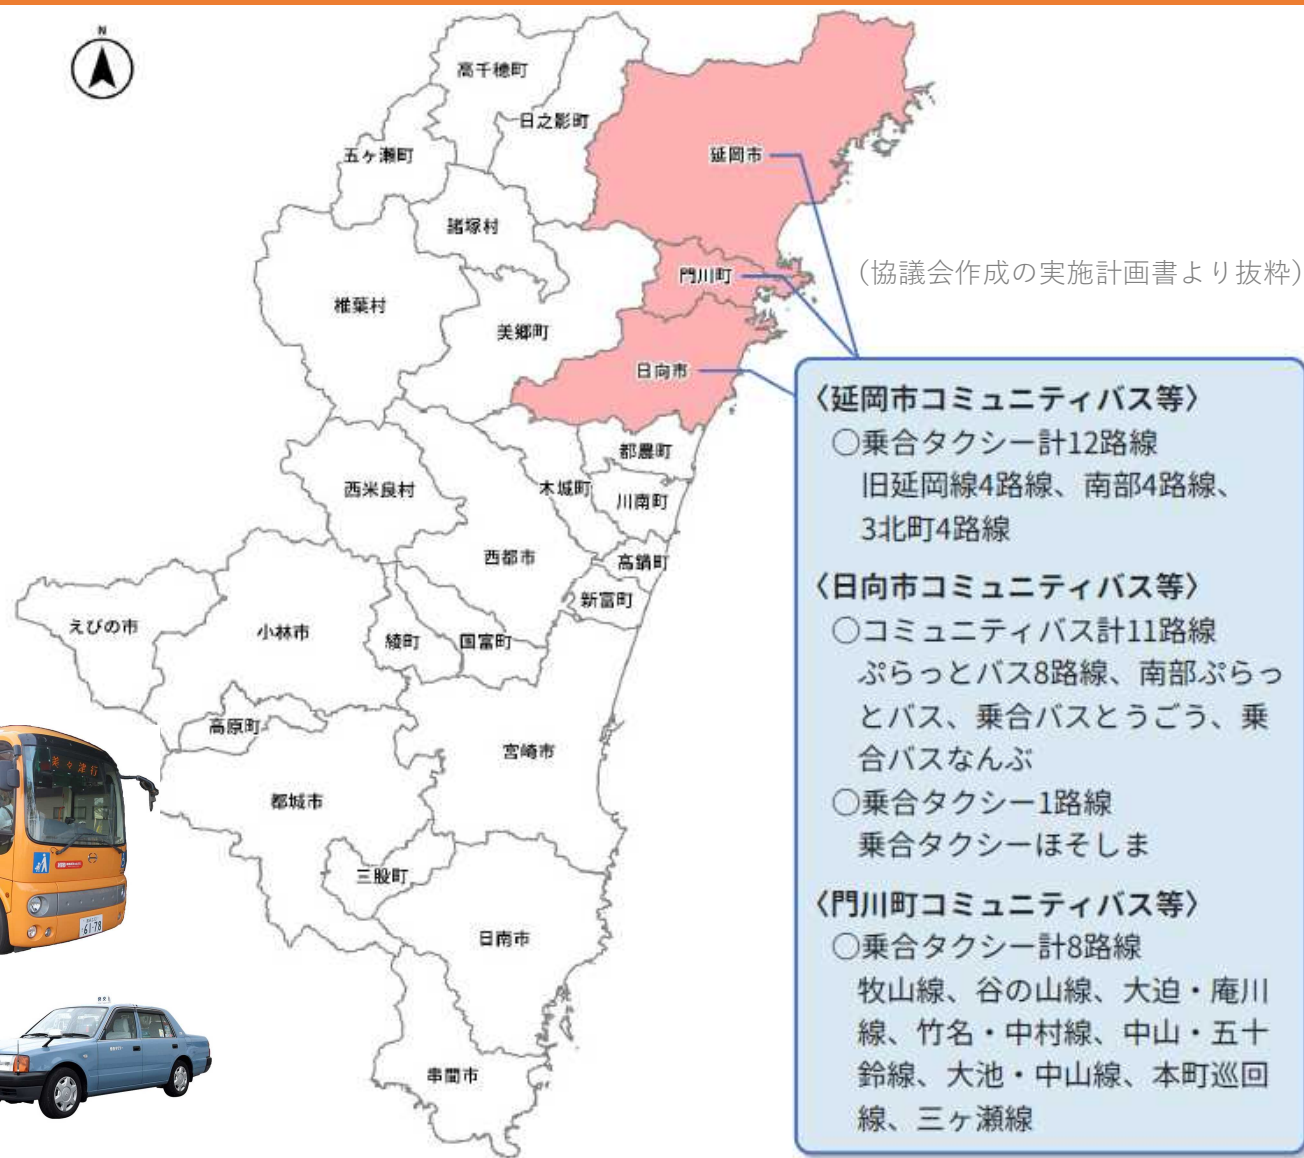 N
高千穂町
日之影町
五ヶ瀬町
延岡市
諸塚村
門川町
(協議会作成の実施計画書より抜粋)
椎葉村
美郷町
日向市
〈延岡市コミュニティバス等〉
○乗合タクシー計12路線
旧延岡線4路線、南部4路線、
3北町4路線
都農町
西米良村
木城町
川南町
西都市
高鍋町
新富町
えびの市
小林市
綾町
国富町
〈日向市コミュニティバス等〉
○コミュニティバス計11路線
ぷらっとバス8路線、南部ぷらっ
とバス、乗合バスとうごう、乗
合バスなんぶ
○乗合タクシー1路線
乗合タクシーほそしま
高原町
宮崎市
美々津行
都城市
三股町
61-78
日南市
串間市
〈門川町コミュニティバス等〉
○乗合タクシー計8路線
牧山線、谷の山線、大迫・庵川
線、竹名・中村線、中山・五十
鈴線、大池・中山線、本町巡回
線、三ヶ瀬線